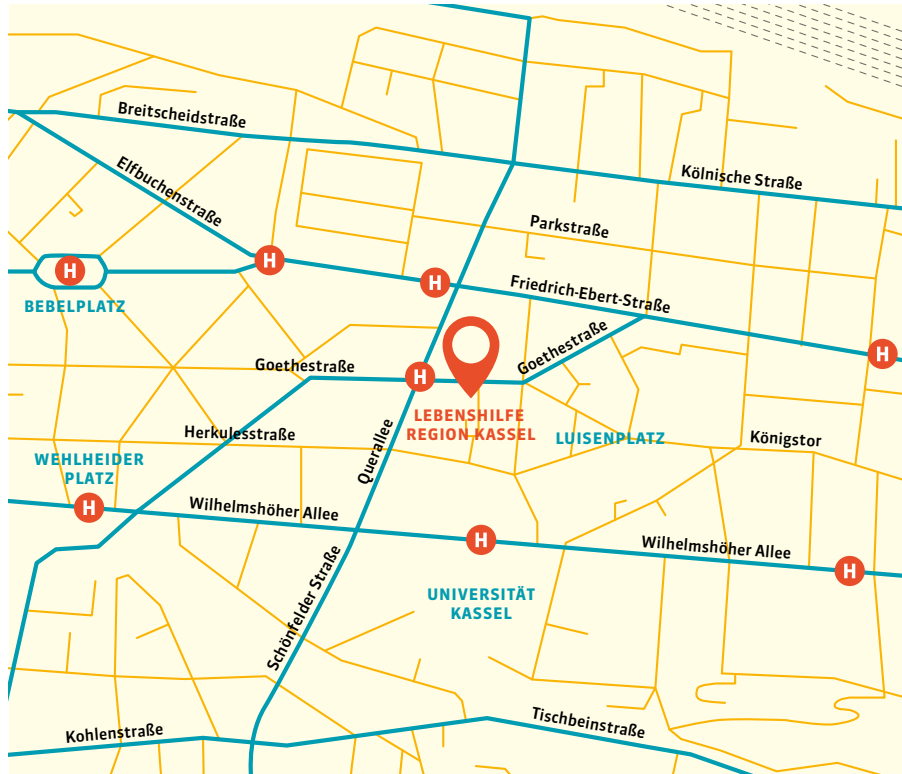 Breitscheidstraße
Elfbuchenstraße
Kölnische Straße
Parkstraße
H
H
BEBELPLATZ
H
Friedrich-Ebert-Straße
Goethestraße
H
Goethestraße
H
LEBENSHILFE
REGION KASSEL
LUISENPLATZ
Königstor
Herkulesstraße
Querallee
WEHLHEIDER
PLATZ
H
Wilhelmshöher Allee
H
Wilhelmshöher Allee
H
Schönfelder Straße
UNIVERSITÄT
KASSEL
Kohlenstraße
Tischbeinstraße